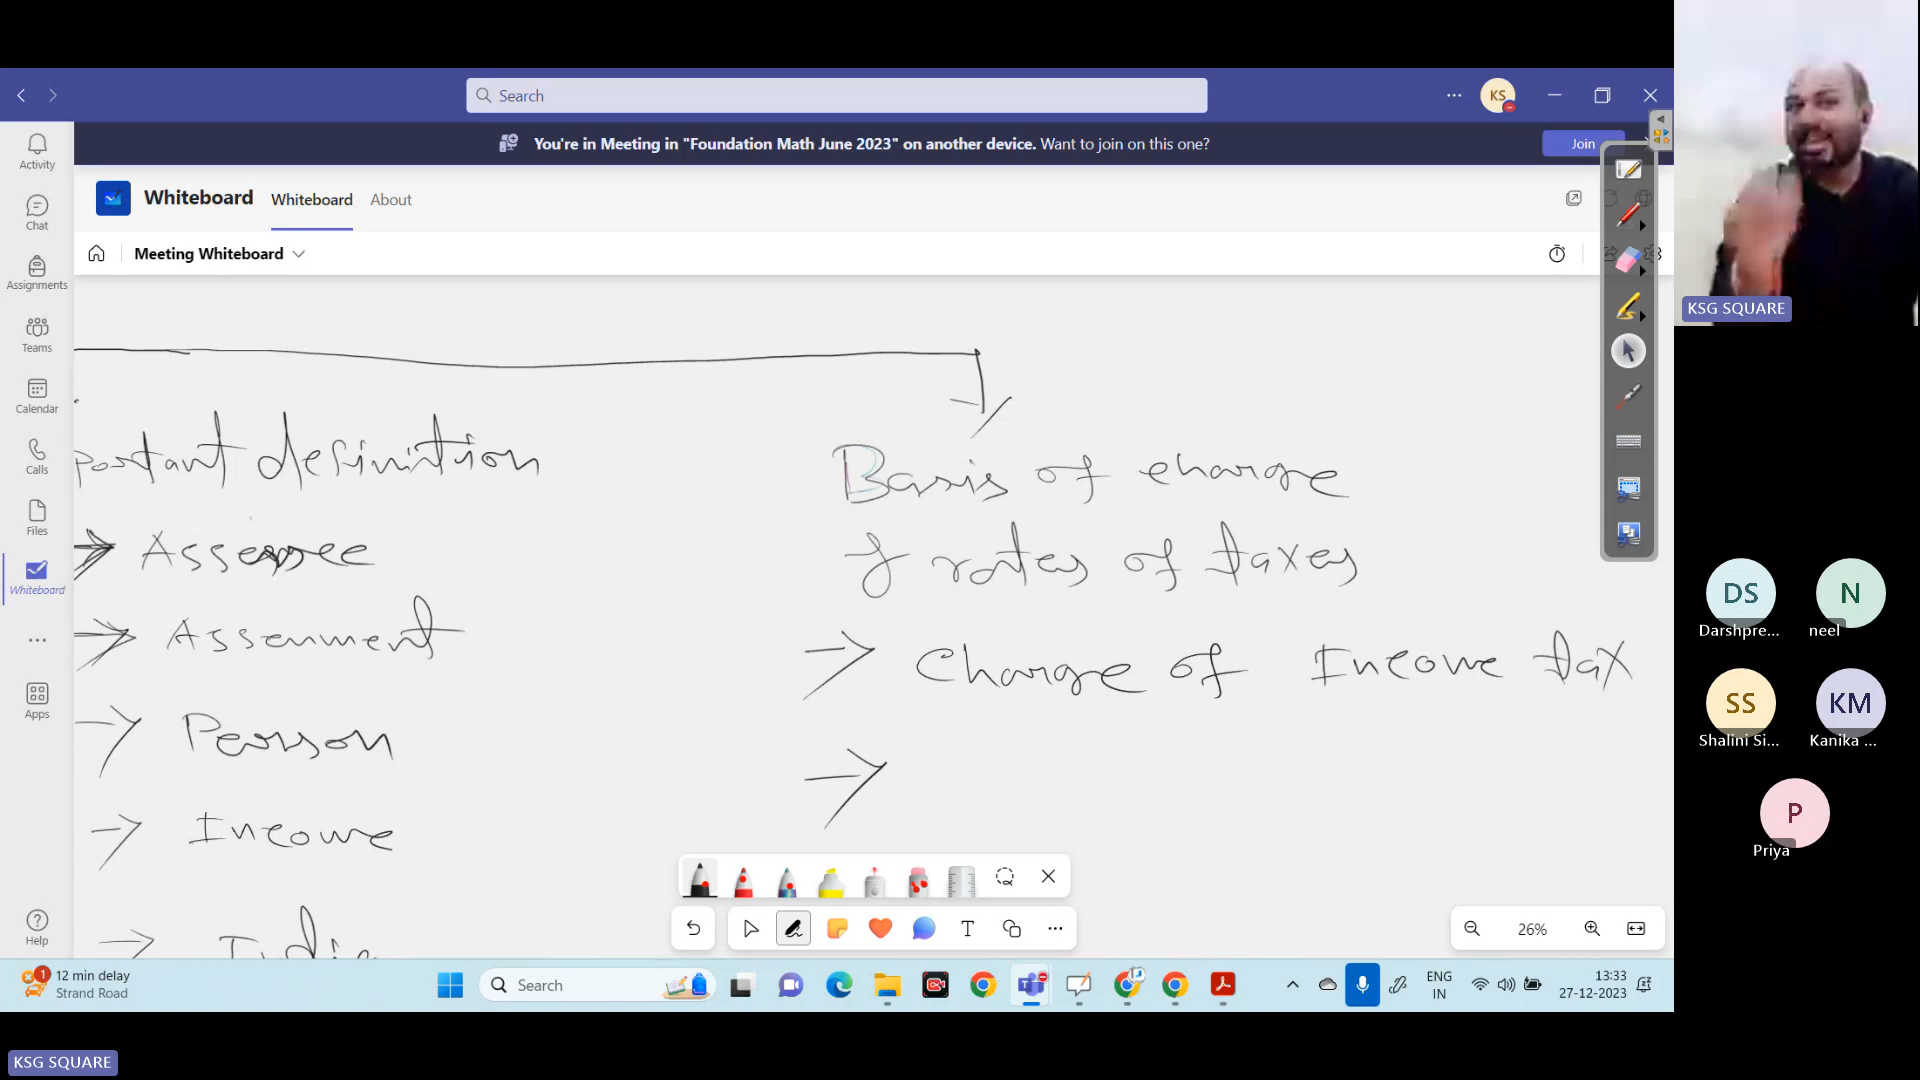 Search
KS
You're in Meeting in "Foundation Math June 2023" on another device. Want to join on this one?
Join
Activity
Chat
Assignments
Teams
Calendar
Calls
Files
Whiteboard
Apps
Help
Whiteboard
Whiteboard
About
Meeting Whiteboard
portant definition
Assessee
Assessment
Person
Income
India
Basis of charge
& rates of taxes
Charge of Income tax
26%
KSG SQUARE
DS
Darshpre...
N
neel
SS
Shalini Si...
KM
Kanika ...
P
Priya
1
12 min delay
Strand Road
Search
ENG
IN
13:33
27-12-2023
KSG SQUARE